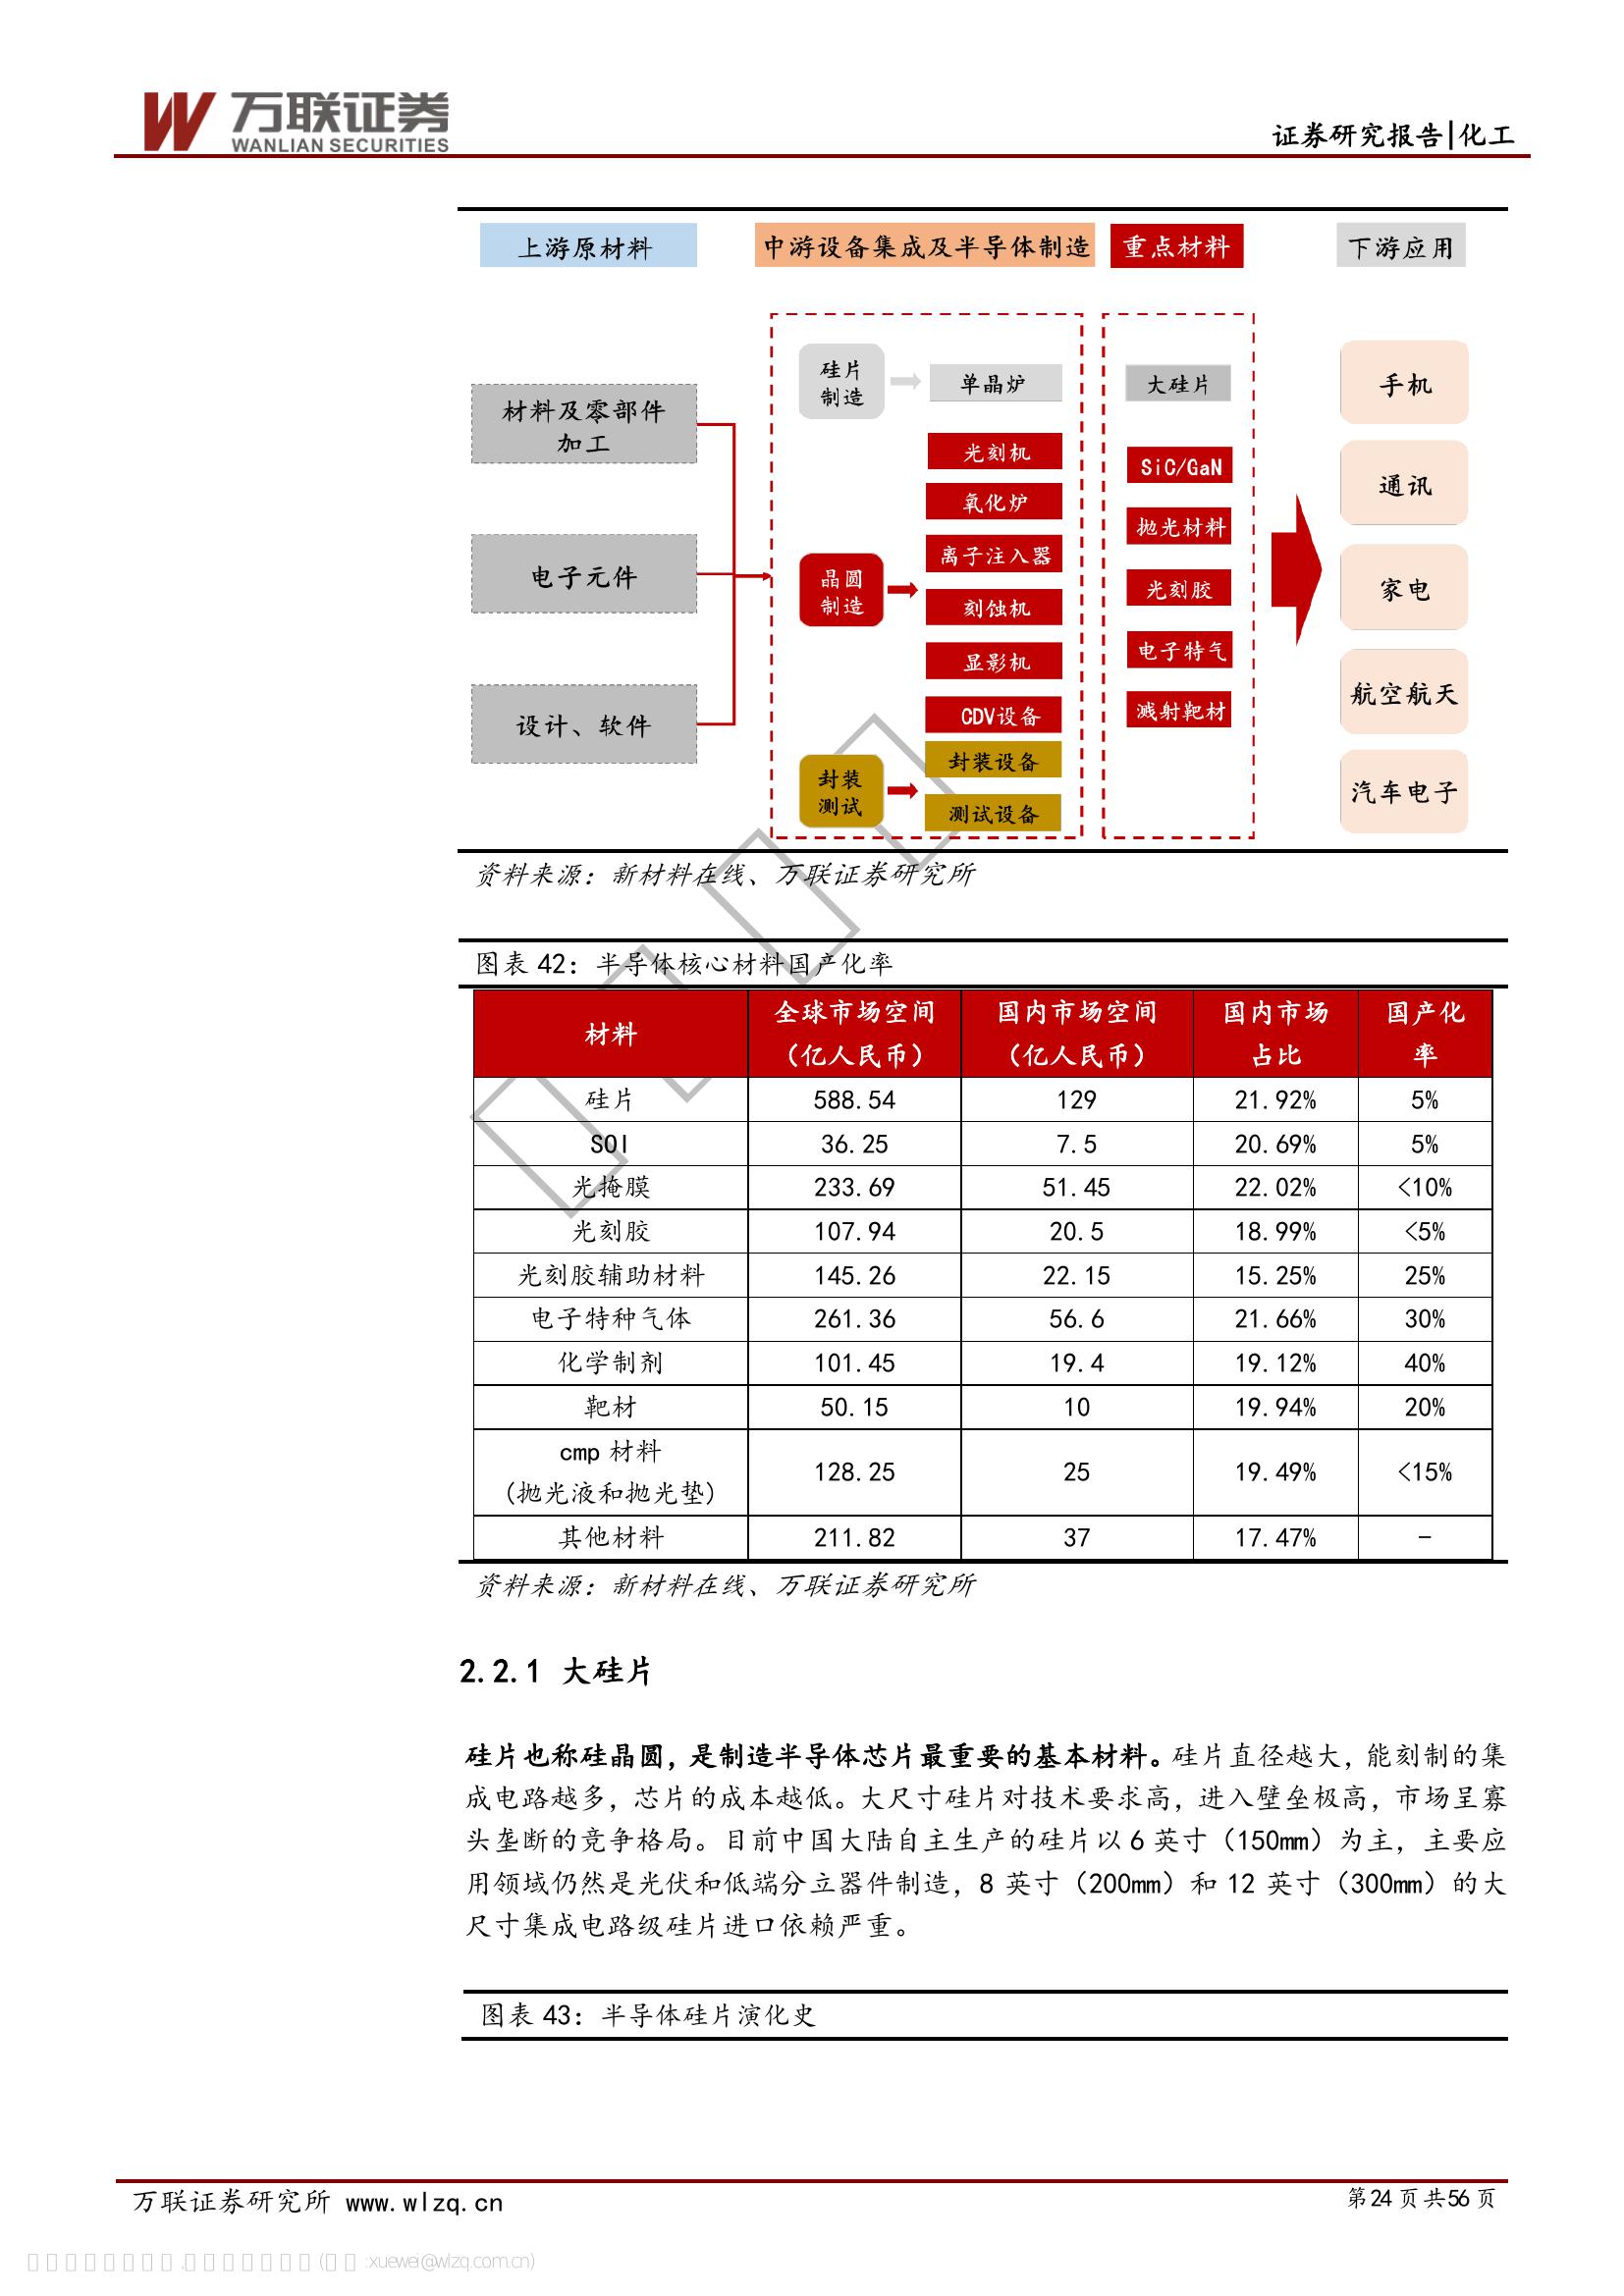 万联证券
WANLIAN SECURITIES
证券研究报告|化工
上游原材料
中游设备集成及半导体制造
重点材料
下游应用
材料及零部件
加工
电子元件
设计、软件
硅片
制造
单晶炉
晶圆
制造
光刻机
氧化炉
离子注入器
刻蚀机
显影机
CDV设备
封装
测试
封装设备
测试设备
大硅片
SiC/GaN
抛光材料
光刻胶
电子特气
溅射靶材
手机
通讯
家电
航空航天
汽车电子
资料来源：新材料在线、万联证券研究所
图表 42：半导体核心材料国产化率
材料 全球市场空间（亿人民币） 国内市场空间（亿人民币） 国内市场占比 国产化率
硅片 588.54 129 21.92% 5%
SOI 36.25 7.5 20.69% 5%
光掩膜 233.69 51.45 22.02% <10%
光刻胶 107.94 20.5 18.99% <5%
光刻胶辅助材料 145.26 22.15 15.25% 25%
电子特种气体 261.36 56.6 21.66% 30%
化学制剂 101.45 19.4 19.12% 40%
靶材 50.15 10 19.94% 20%
cmp 材料（抛光液和抛光垫） 128.25 25 19.49% <15%
其他材料 211.82 37 17.47% -
资料来源：新材料在线、万联证券研究所
2.2.1 大硅片
硅片也称硅晶圆，是制造半导体芯片最重要的基本材料。硅片直径越大，能刻制的集
成电路越多，芯片的成本越低。大尺寸硅片对技术要求高，进入壁垒极高，市场呈寡
头垄断的竞争格局。目前中国大陆自主生产的硅片以 6 英寸（150mm）为主，主要应
用领域仍然是光伏和低端分立器件制造，8 英寸（200mm）和 12 英寸（300mm）的大
尺寸集成电路级硅片进口依赖严重。
图表 43：半导体硅片演化史
万联证券研究所 www.wlzq.cn
第24页共56页
xuewei@wlzq.com.cn)